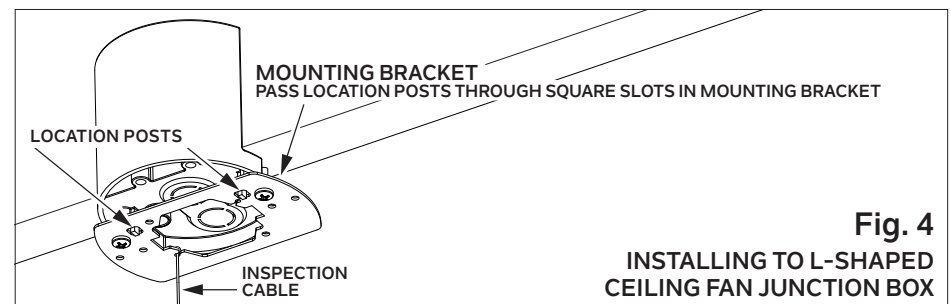 MOUNTING BRACKET
PASS LOCATION POSTS THROUGH SQUARE SLOTS IN MOUNTING BRACKET
LOCATION POSTS
INSPECTION
CABLE
Fig. 4
INSTALLING TO L-SHAPED
CEILING FAN JUNCTION BOX